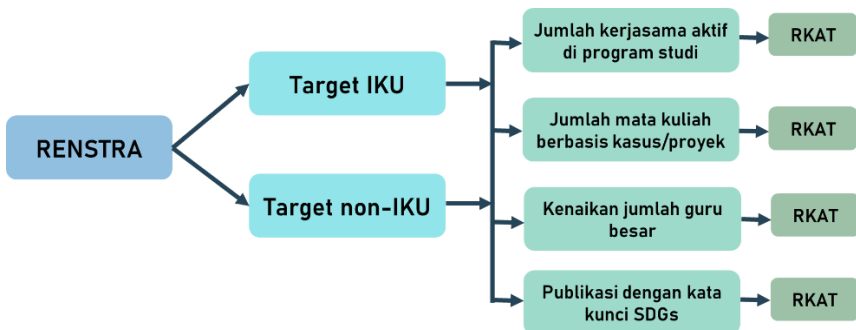 RENSTRA
Target IKU
Target non-IKU
Jumlah kerjasama aktif
di program studi
RKAT
Jumlah mata kuliah
berbasis kasus/proyek
RKAT
Kenaikan jumlah guru
besar
RKAT
Publikasi dengan kata
kunci SDGs
RKAT